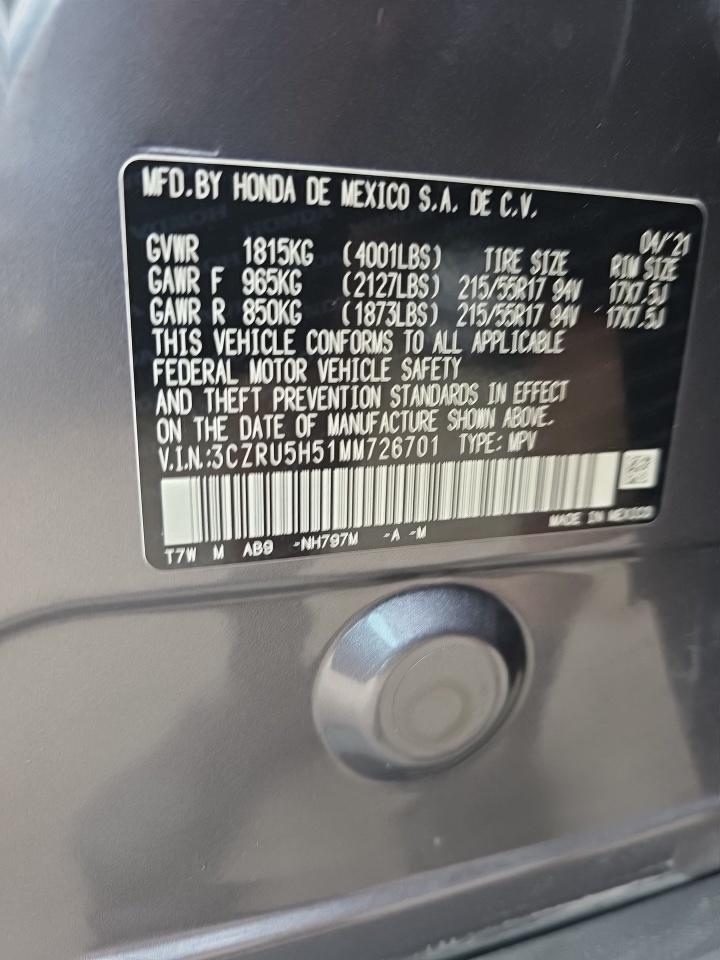 MFD.BY HONDA DE MEXICO S.A. DE C.V.
04/'21
GVWR 1815KG (4001LBS) TIRE SIZE RIM SIZE
GAWR F 965KG (2127LBS) 215/55R17 94V 17X7.5J
GAWR R 850KG (1873LBS) 215/55R17 94V 17X7.5J
THIS VEHICLE CONFORMS TO ALL APPLICABLE
FEDERAL MOTOR VEHICLE SAFETY
AND THEFT PREVENTION STANDARDS IN EFFECT
ON THE DATE OF MANUFACTURE SHOWN ABOVE.
V.I.N.:3CZRU5H51MM726701 TYPE: MPV
MADE IN MEXICO
T7W M AB9 -NH797M -A -M